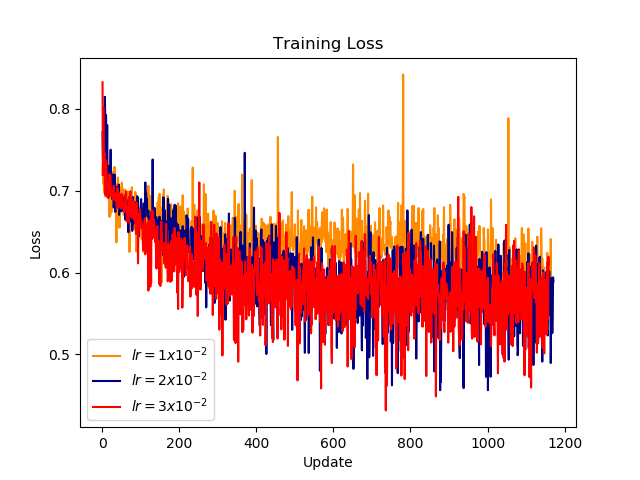 Training Loss
Loss
0.8
0.7
0.6
0.5
lr = 1x10⁻²
lr = 2x10⁻²
lr = 3x10⁻²
0 200 400 600 800 1000 1200
Update